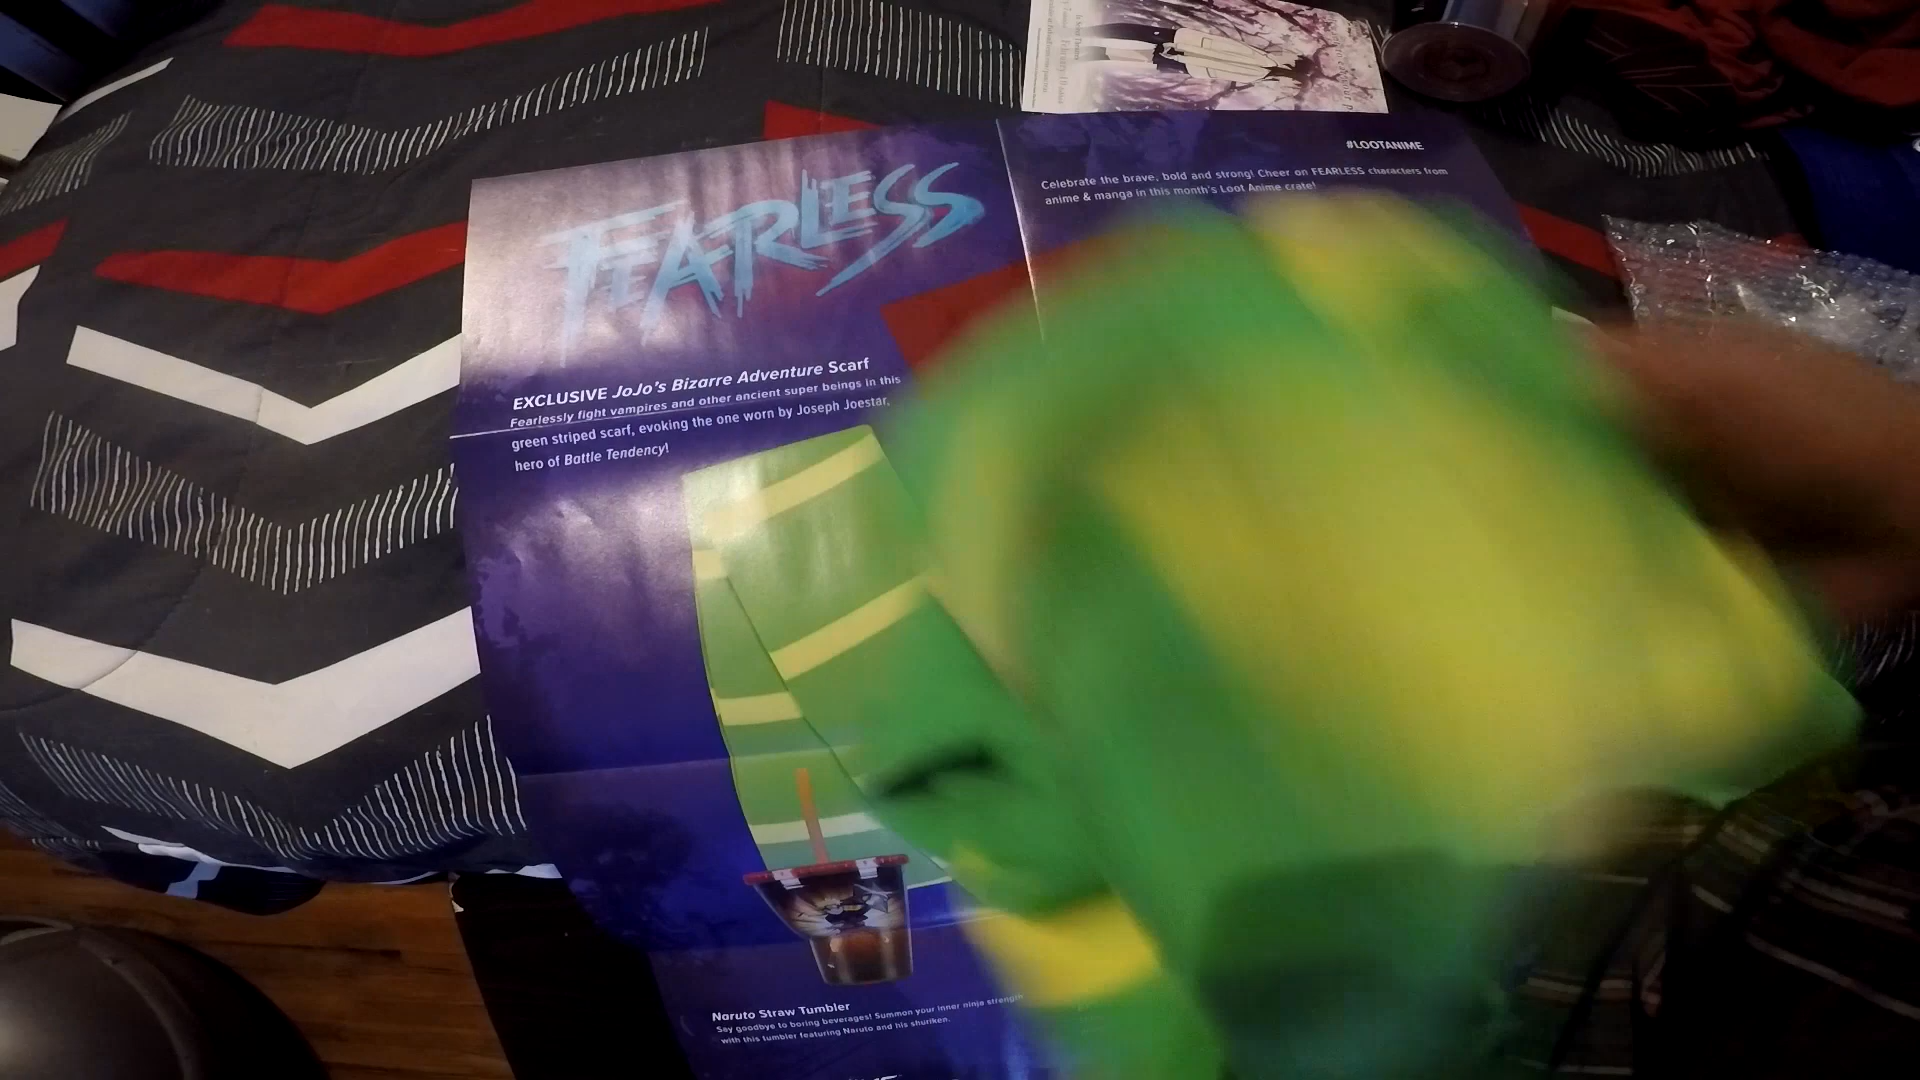 FEARLESS
EXCLUSIVE JoJo's Bizarre Adventure Scarf
Fearlessly fight vampires and other ancient super beings in this
green striped scarf, evoking the one worn by Joseph Joestar,
hero of Battle Tendency!
#LOOTANIME
Celebrate the brave, bold and strong! Cheer on FEARLESS characters from
anime & manga in this month's Loot Anime crate!
Naruto Straw Tumbler
Say goodbye to boring beverages! Summon your inner ninja strength
with this tumbler featuring Naruto and his shuriken.